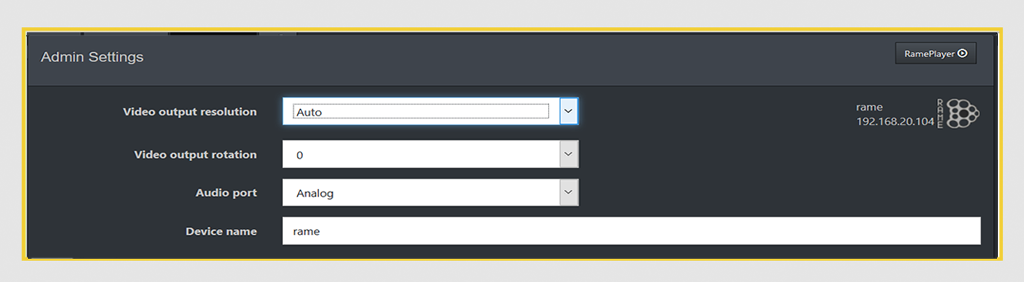 Admin Settings
RamePlayer
Video output resolution
Auto
rame
192.168.20.104
RAME
Video output rotation
0
Audio port
Analog
Device name
rame